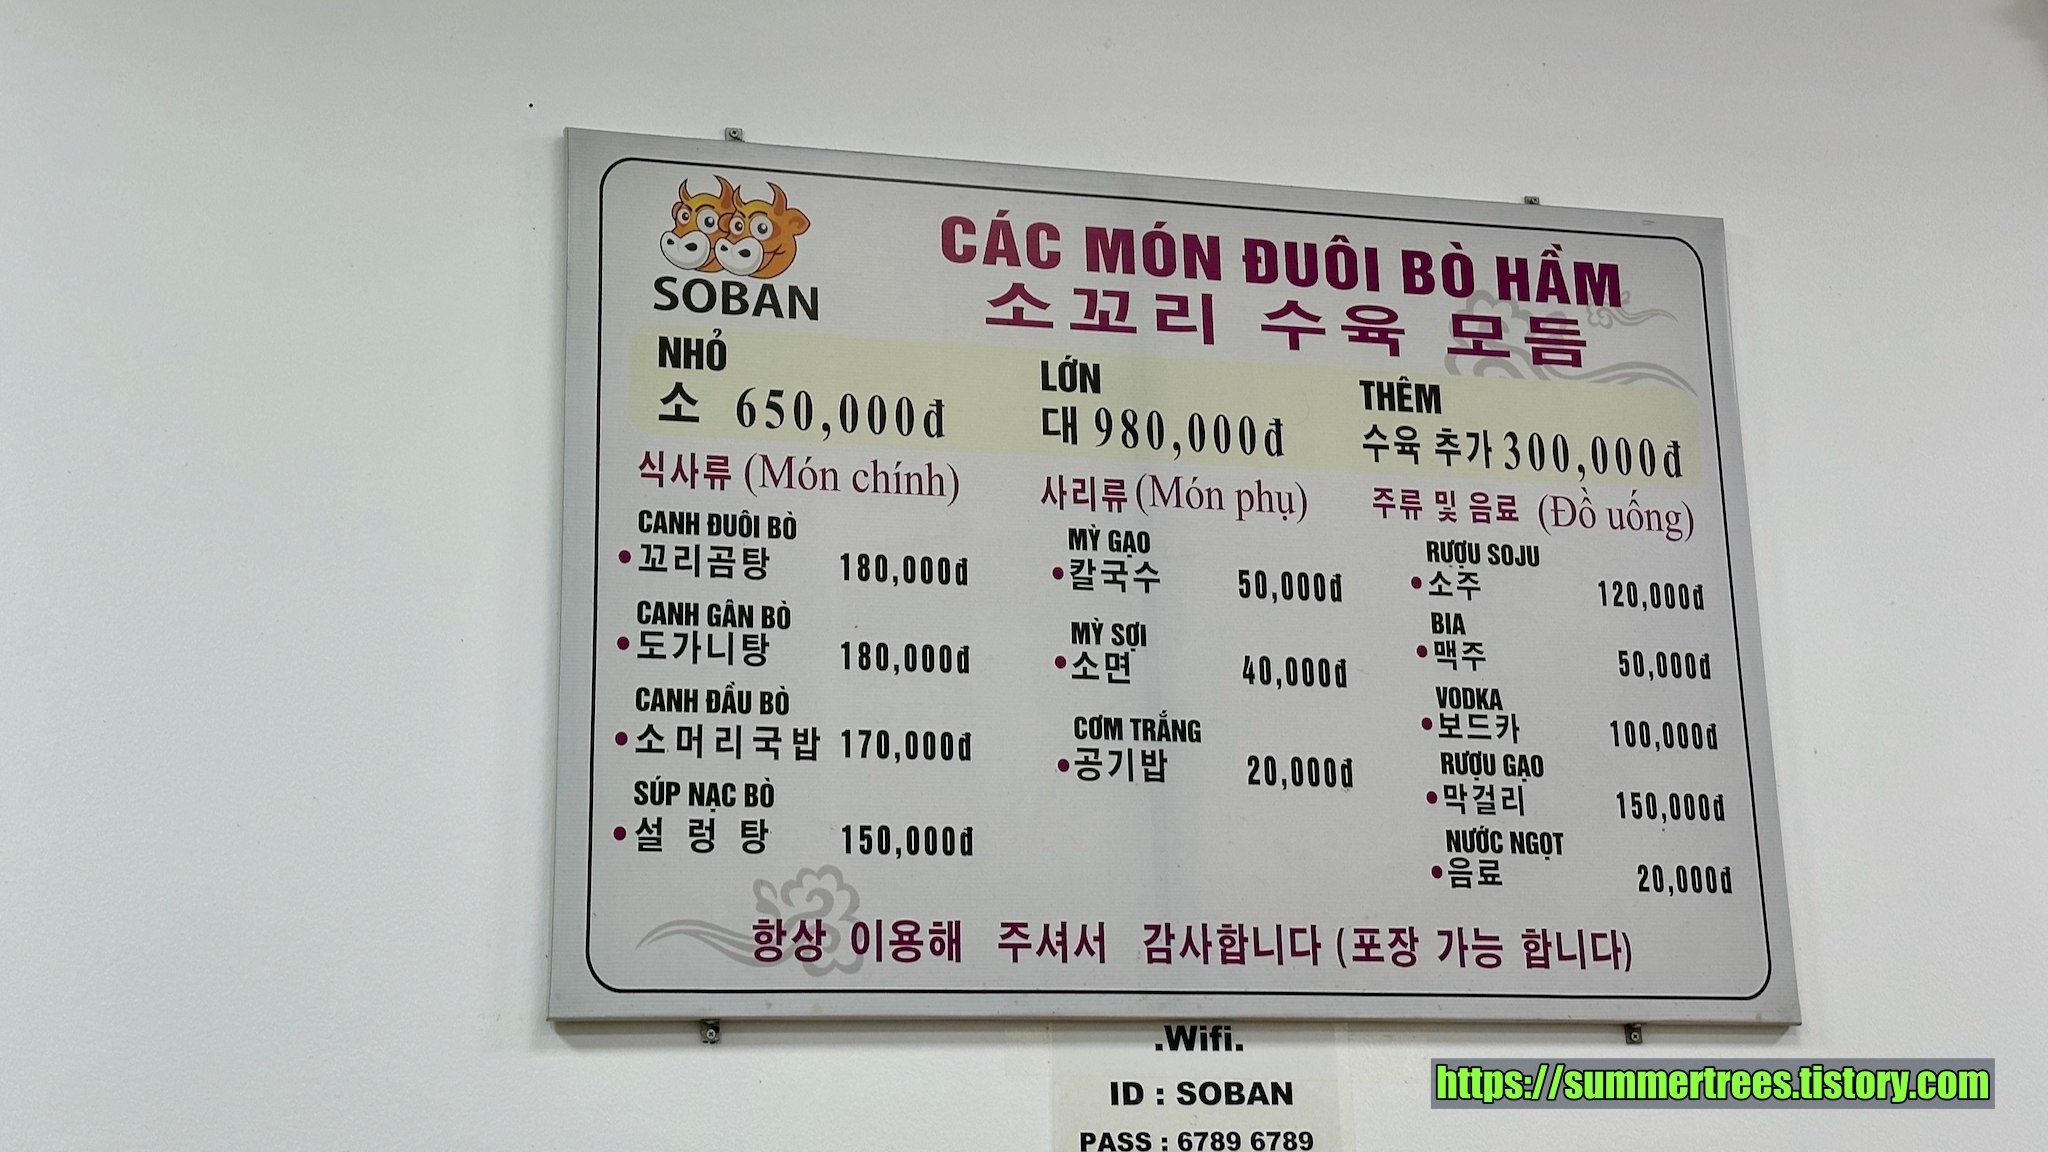 SOBAN
CÁC MÓN ĐUÔI BÒ HẦM
소꼬리 수육 모듬
NHỎ
소 650,000đ
LỚN
대 980,000đ
THÊM
수육 추가 300,000đ
식사류 (Món chính)
CANH ĐUÔI BÒ
•꼬리곰탕 180,000đ
CANH GÂN BÒ
•도가니탕 180,000đ
CANH ĐẦU BÒ
•소머리국밥 170,000đ
SÚP NẠC BÒ
•설렁탕 150,000đ
사리류 (Món phụ)
MỲ GẠO
•칼국수 50,000đ
MỲ SỢI
•소면 40,000đ
CƠM TRẮNG
•공기밥 20,000đ
주류 및 음료 (Đồ uống)
RƯỢU SOJU
•소주 120,000đ
BIA
•맥주 50,000đ
VODKA
•보드카 100,000đ
RƯỢU GẠO
•막걸리 150,000đ
NƯỚC NGỌT
•음료 20,000đ
항상 이용해 주셔서 감사합니다 (포장 가능 합니다)
.Wifi.
ID : SOBAN
PASS : 6789 6789
https://summertrees.tistory.com